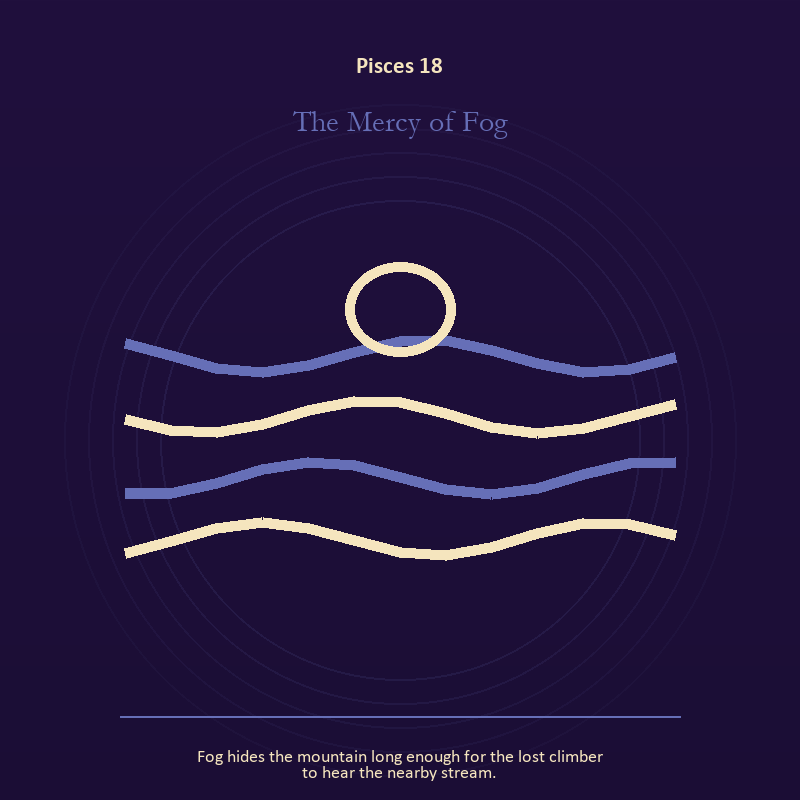 Pisces 18
The Mercy of Fog
Fog hides the mountain long enough for the lost climber
to hear the nearby stream.